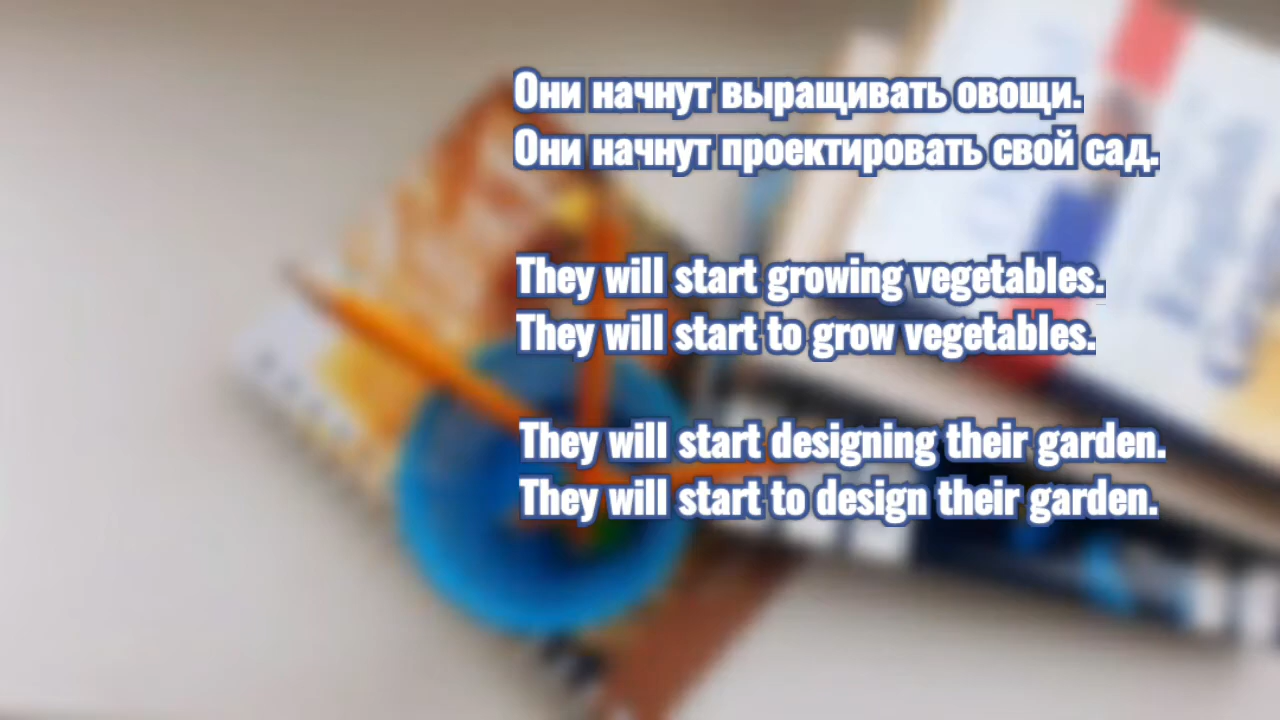 Они начнут выращивать овощи.
Они начнут проектировать свой сад.
They will start growing vegetables.
They will start to grow vegetables.
They will start designing their garden.
They will start to design their garden.